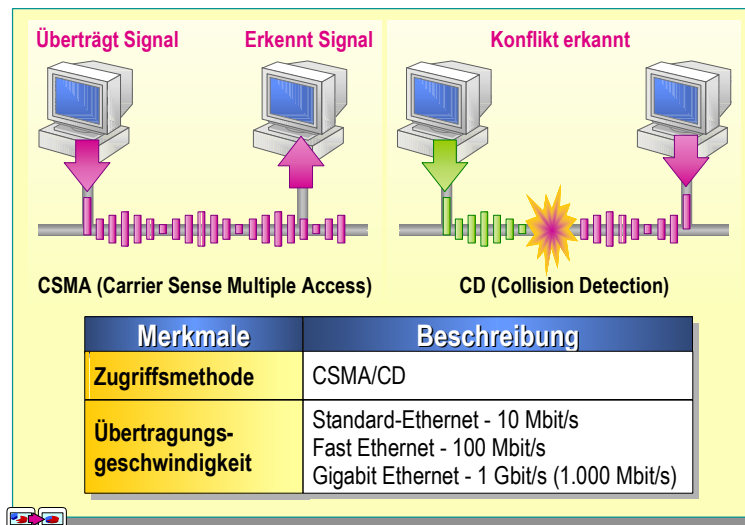 Überträgt Signal
Erkennt Signal
Konflikt erkannt
CSMA (Carrier Sense Multiple Access)
CD (Collision Detection)
Merkmale
Beschreibung
Zugriffsmethode
CSMA/CD
Übertragungs-
geschwindigkeit
Standard-Ethernet - 10 Mbit/s
Fast Ethernet - 100 Mbit/s
Gigabit Ethernet - 1 Gbit/s (1.000 Mbit/s)